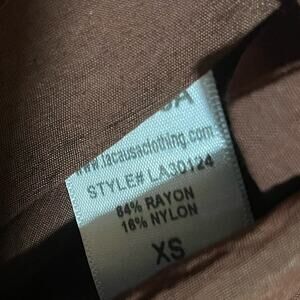 www.lacausaclothing.com
STYLE# LA30124
84% RAYON
16% NYLON
XS